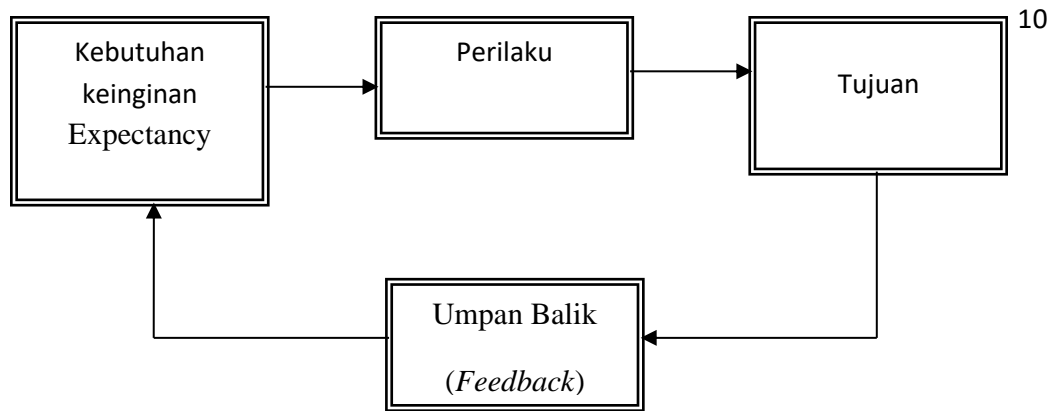 10
Kebutuhan
keinginan
Expectancy
Perilaku
Tujuan
Umpan Balik
(Feedback)